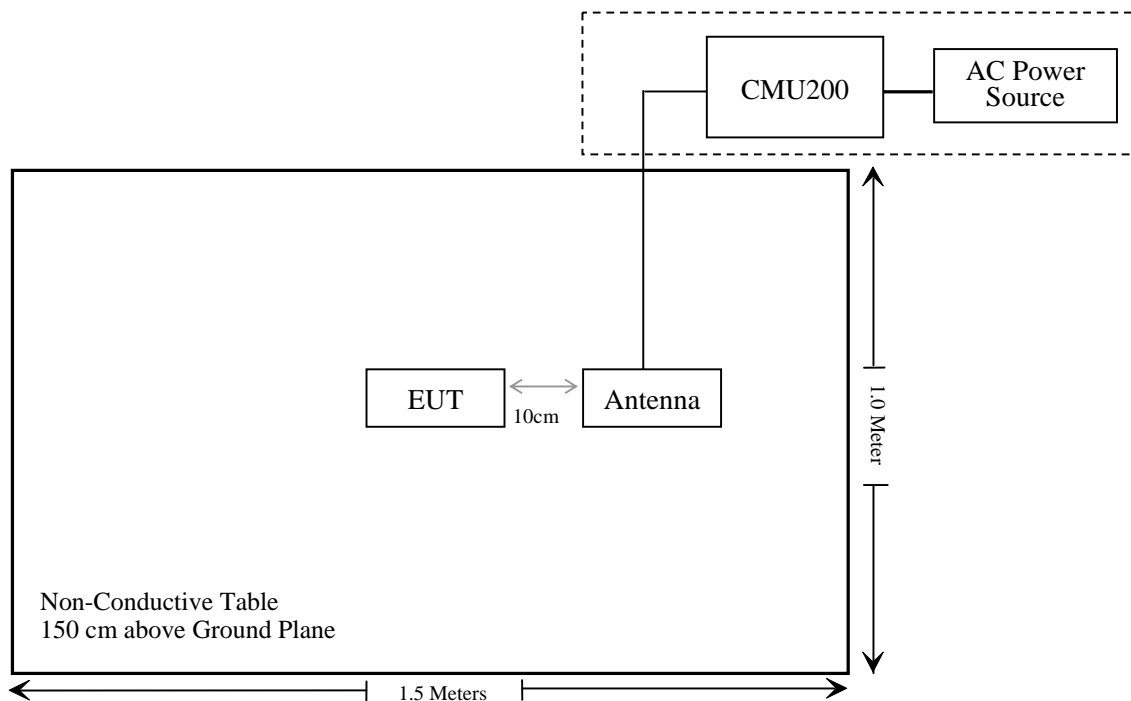 CMU200
AC Power
Source
EUT
10cm
Antenna
1.0 Meter
Non-Conductive Table
150 cm above Ground Plane
1.5 Meters